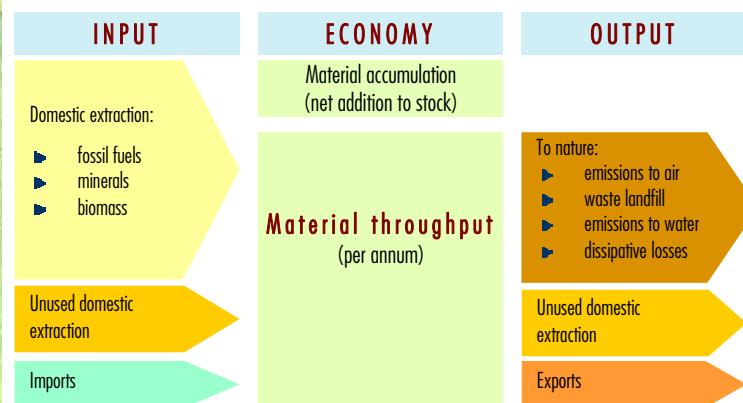 INPUT
Domestic extraction:
fossil fuels
minerals
biomass
Unused domestic
extraction
Imports
ECONOMY
Material accumulation
(net addition to stock)
Material throughput
(per annum)
OUTPUT
To nature:
emissions to air
waste landfill
emissions to water
dissipative losses
Unused domestic
extraction
Exports